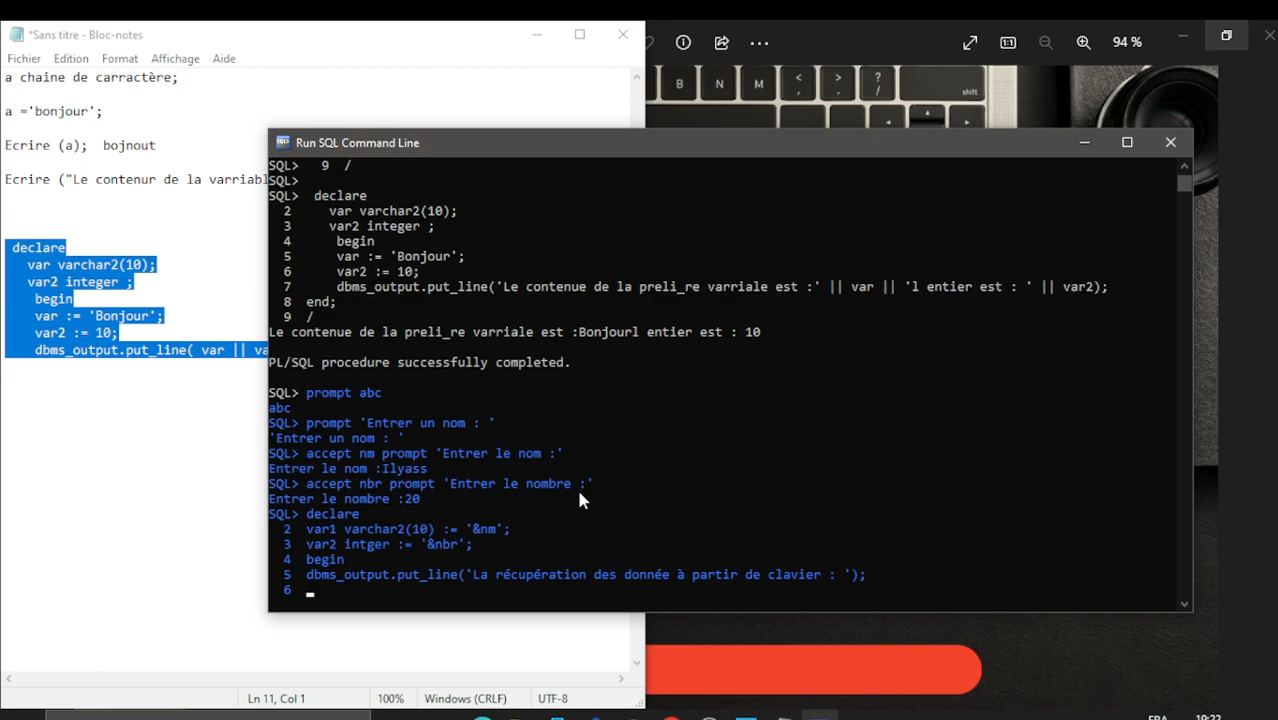 *Sans titre - Bloc-notes
Fichier Edition Format Affichage Aide
a chaine de carractère;
a ='bonjour';
Ecrire (a); bojnout
Ecrire ("Le contenur de la varriabl
declare
var varchar2(10);
var2 integer ;
begin
var := 'Bonjour';
var2 := 10;
dbms_output.put_line( var || va
Ln 11, Col 1 100% Windows (CRLF) UTF-8
94 %
B N M < , > . ? / shift
Run SQL Command Line
SQL> 9 /
SQL>
SQL> declare
2 var varchar2(10);
3 var2 integer ;
4 begin
5 var := 'Bonjour';
6 var2 := 10;
7 dbms_output.put_line('Le contenue de la preli_re varriale est :' || var || 'l entier est : ' || var2);
8 end;
9 /
Le contenue de la preli_re varriale est :Bonjourl entier est : 10
PL/SQL procedure successfully completed.
SQL> prompt abc
abc
SQL> prompt 'Entrer un nom : '
'Entrer un nom : '
SQL> accept nm prompt 'Entrer le nom :'
Entrer le nom :Ilyass
SQL> accept nbr prompt 'Entrer le nombre :'
Entrer le nombre :20
SQL> declare
2 var1 varchar2(10) := '&nm';
3 var2 intger := '&nbr';
4 begin
5 dbms_output.put_line('La récupération des donnée à partir de clavier : ');
6
FRA 19:22